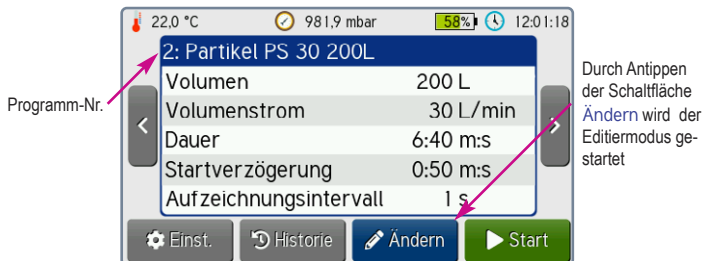 22,0 °C 981,9 mbar 58% 12:01:18
2: Partikel PS 30 200L
Volumen 200 L
Volumenstrom 30 L/min
Dauer 6:40 m:s
Startverzögerung 0:50 m:s
Aufzeichnungsintervall 1 s
Einst. Historie Ändern Start
Programm-Nr.
Durch Antippen
der Schaltfläche
Ändern wird der
Editiermodus ge-
startet